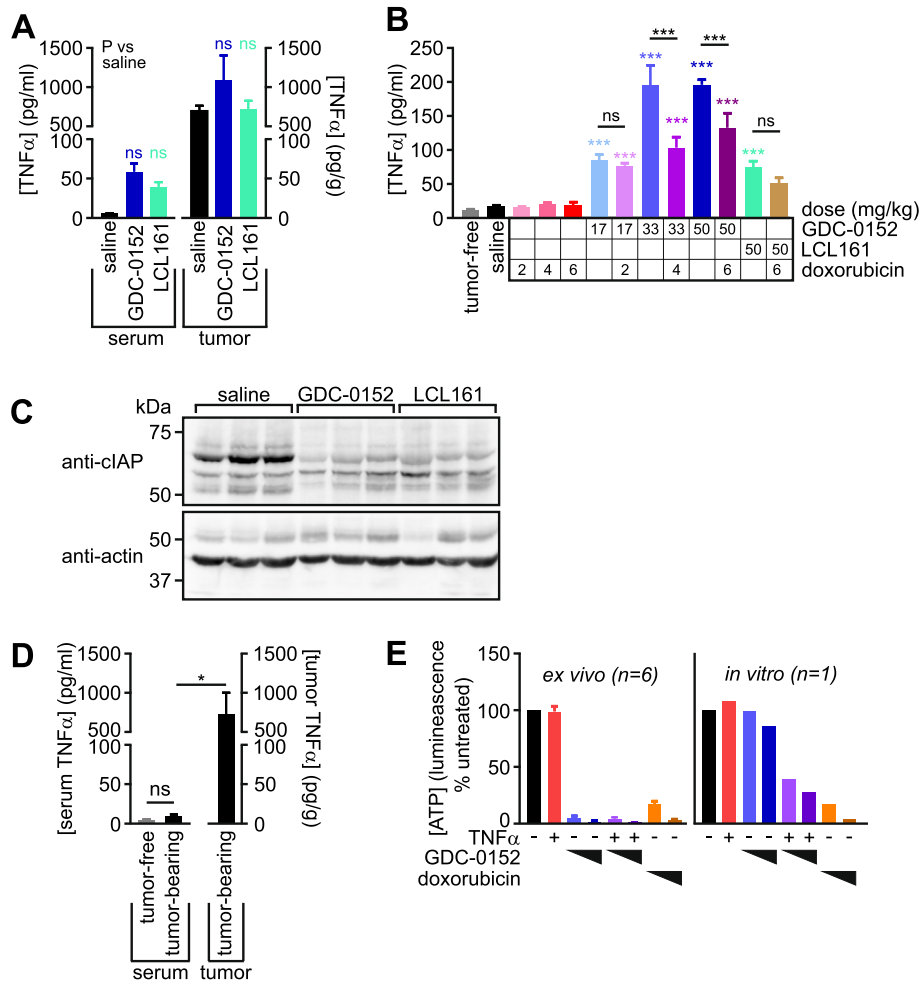 A
P vs
saline
[TNFα] (pg/ml)
1500
1000
500
100
50
0
ns
ns
ns
ns
1500
1000
500
100
50
0
[TNFα] (pg/g)
saline
GDC-0152
LCL161
saline
GDC-0152
LCL161
serum
tumor
B
[TNFα] (pg/ml)
250
200
150
100
50
0
***
***
ns
ns
***
***
***
***
***
***
***
tumor-free
saline
dose (mg/kg)
17 17 33 33 50 50 GDC-0152
50 50 LCL161
2 4 6 2 4 6 6 doxorubicin
C
kDa
saline
GDC-0152
LCL161
75
anti-cIAP
50
50
anti-actin
37
D
[serum TNFα] (pg/ml)
1500
1000
500
100
50
0
ns
*
1500
1000
500
100
50
0
[tumor TNFα] (pg/g)
tumor-free
tumor-bearing
tumor-bearing
serum
tumor
E
[ATP] (lumineascence
% untreated)
150
100
50
0
ex vivo (n=6)
in vitro (n=1)
TNFα - + - - + + - - - + - - + + - -
GDC-0152
doxorubicin